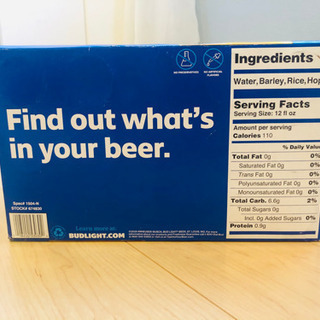 NO PRESERVATIVES
NO ARTIFICIAL
FLAVORS
Ingredients
Water, Barley, Rice, Hop
Find out what's
in your beer.
Serving Facts
Serving Size: 12 fl oz
Amount per serving
Calories 110
% Daily Value
Total Fat 0g 0%
Saturated Fat 0g 0%
Trans Fat 0g
Polyunsaturated Fat 0g 0%
Monounsaturated Fat 0g 0%
Total Carb. 6.6g 2%
Total Sugars 0g
Incl. 0g Added Sugars 0%
Protein 0.9g
Learn more at
BUDLIGHT.COM